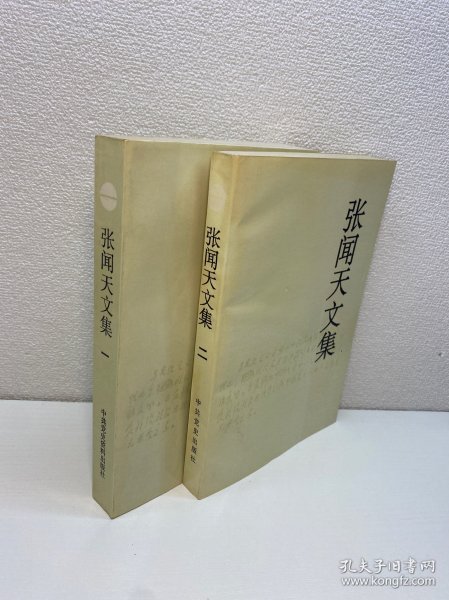 张闻天文集 一
中共党史资料出版社
张闻天文集 二
中共党史出版社
张闻天文集
孔夫子旧书网
www.kongfz.com